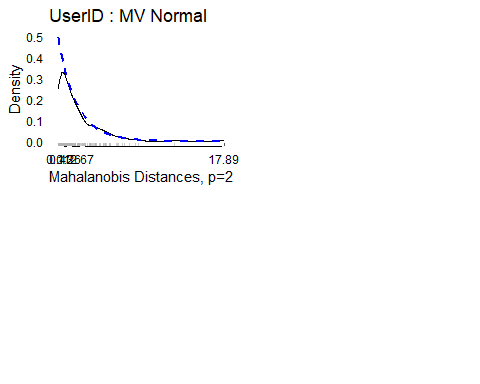 UserID : MV Normal
0.5
0.4
0.3
0.2
0.1
0.0
Density
17.89
Mahalanobis Distances, p=2